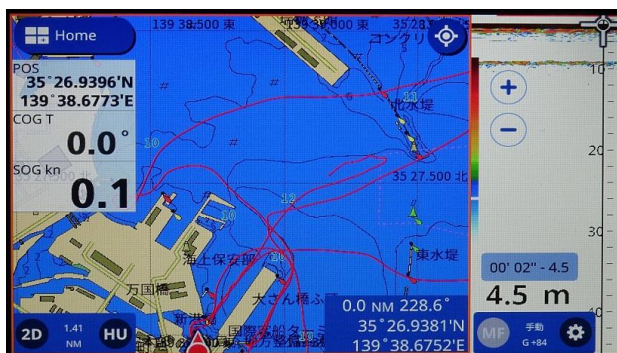 Home
139 38.500 東
139 39.000 東
POS
35°26.9396'N
139°38.6773'E
COG T
0.0°
SOG kn
0.1
コンクリ
11
北水堤
10
35 27.500 北
12
10
海上保安部
東水堤
万国橋
大さん橋ふ
新港
2D
1.41
NM
HU
0.0 NM 228.6°
35°26.9381'N
139°38.6752'E
10
20
30
40
00' 02" - 4.5
4.5 m
MF
手動
G +84